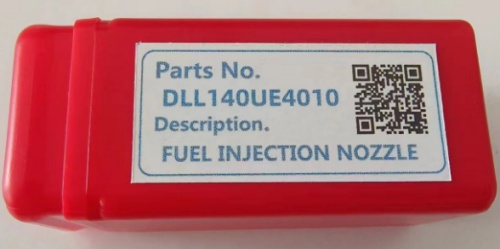 Parts No.
DLL140UE4010
Description.
FUEL INJECTION NOZZLE